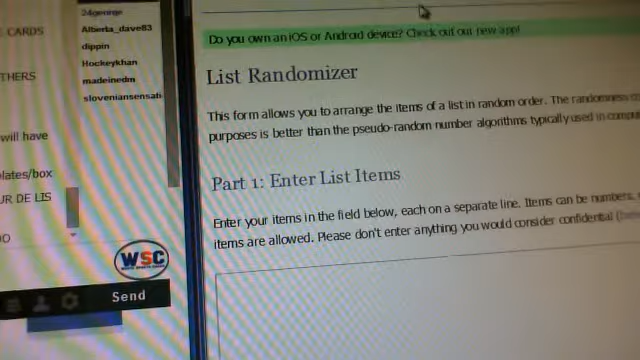 CARDS
THERS
will have
plates/box
UR DE LIS
24george
Alberta_dave83
dippin
Hockeykhan
madeinedm
sloveniansensati
WSC
Send
Do you own an iOS or Android device? Check out our new app!
List Randomizer
This form allows you to arrange the items of a list in random order. The randomness
purposes is better than the pseudo-random number algorithms typically used in compu
Part 1: Enter List Items
Enter your items in the field below, each on a separate line. Items can be numbers,
items are allowed. Please don't enter anything you would consider confidential